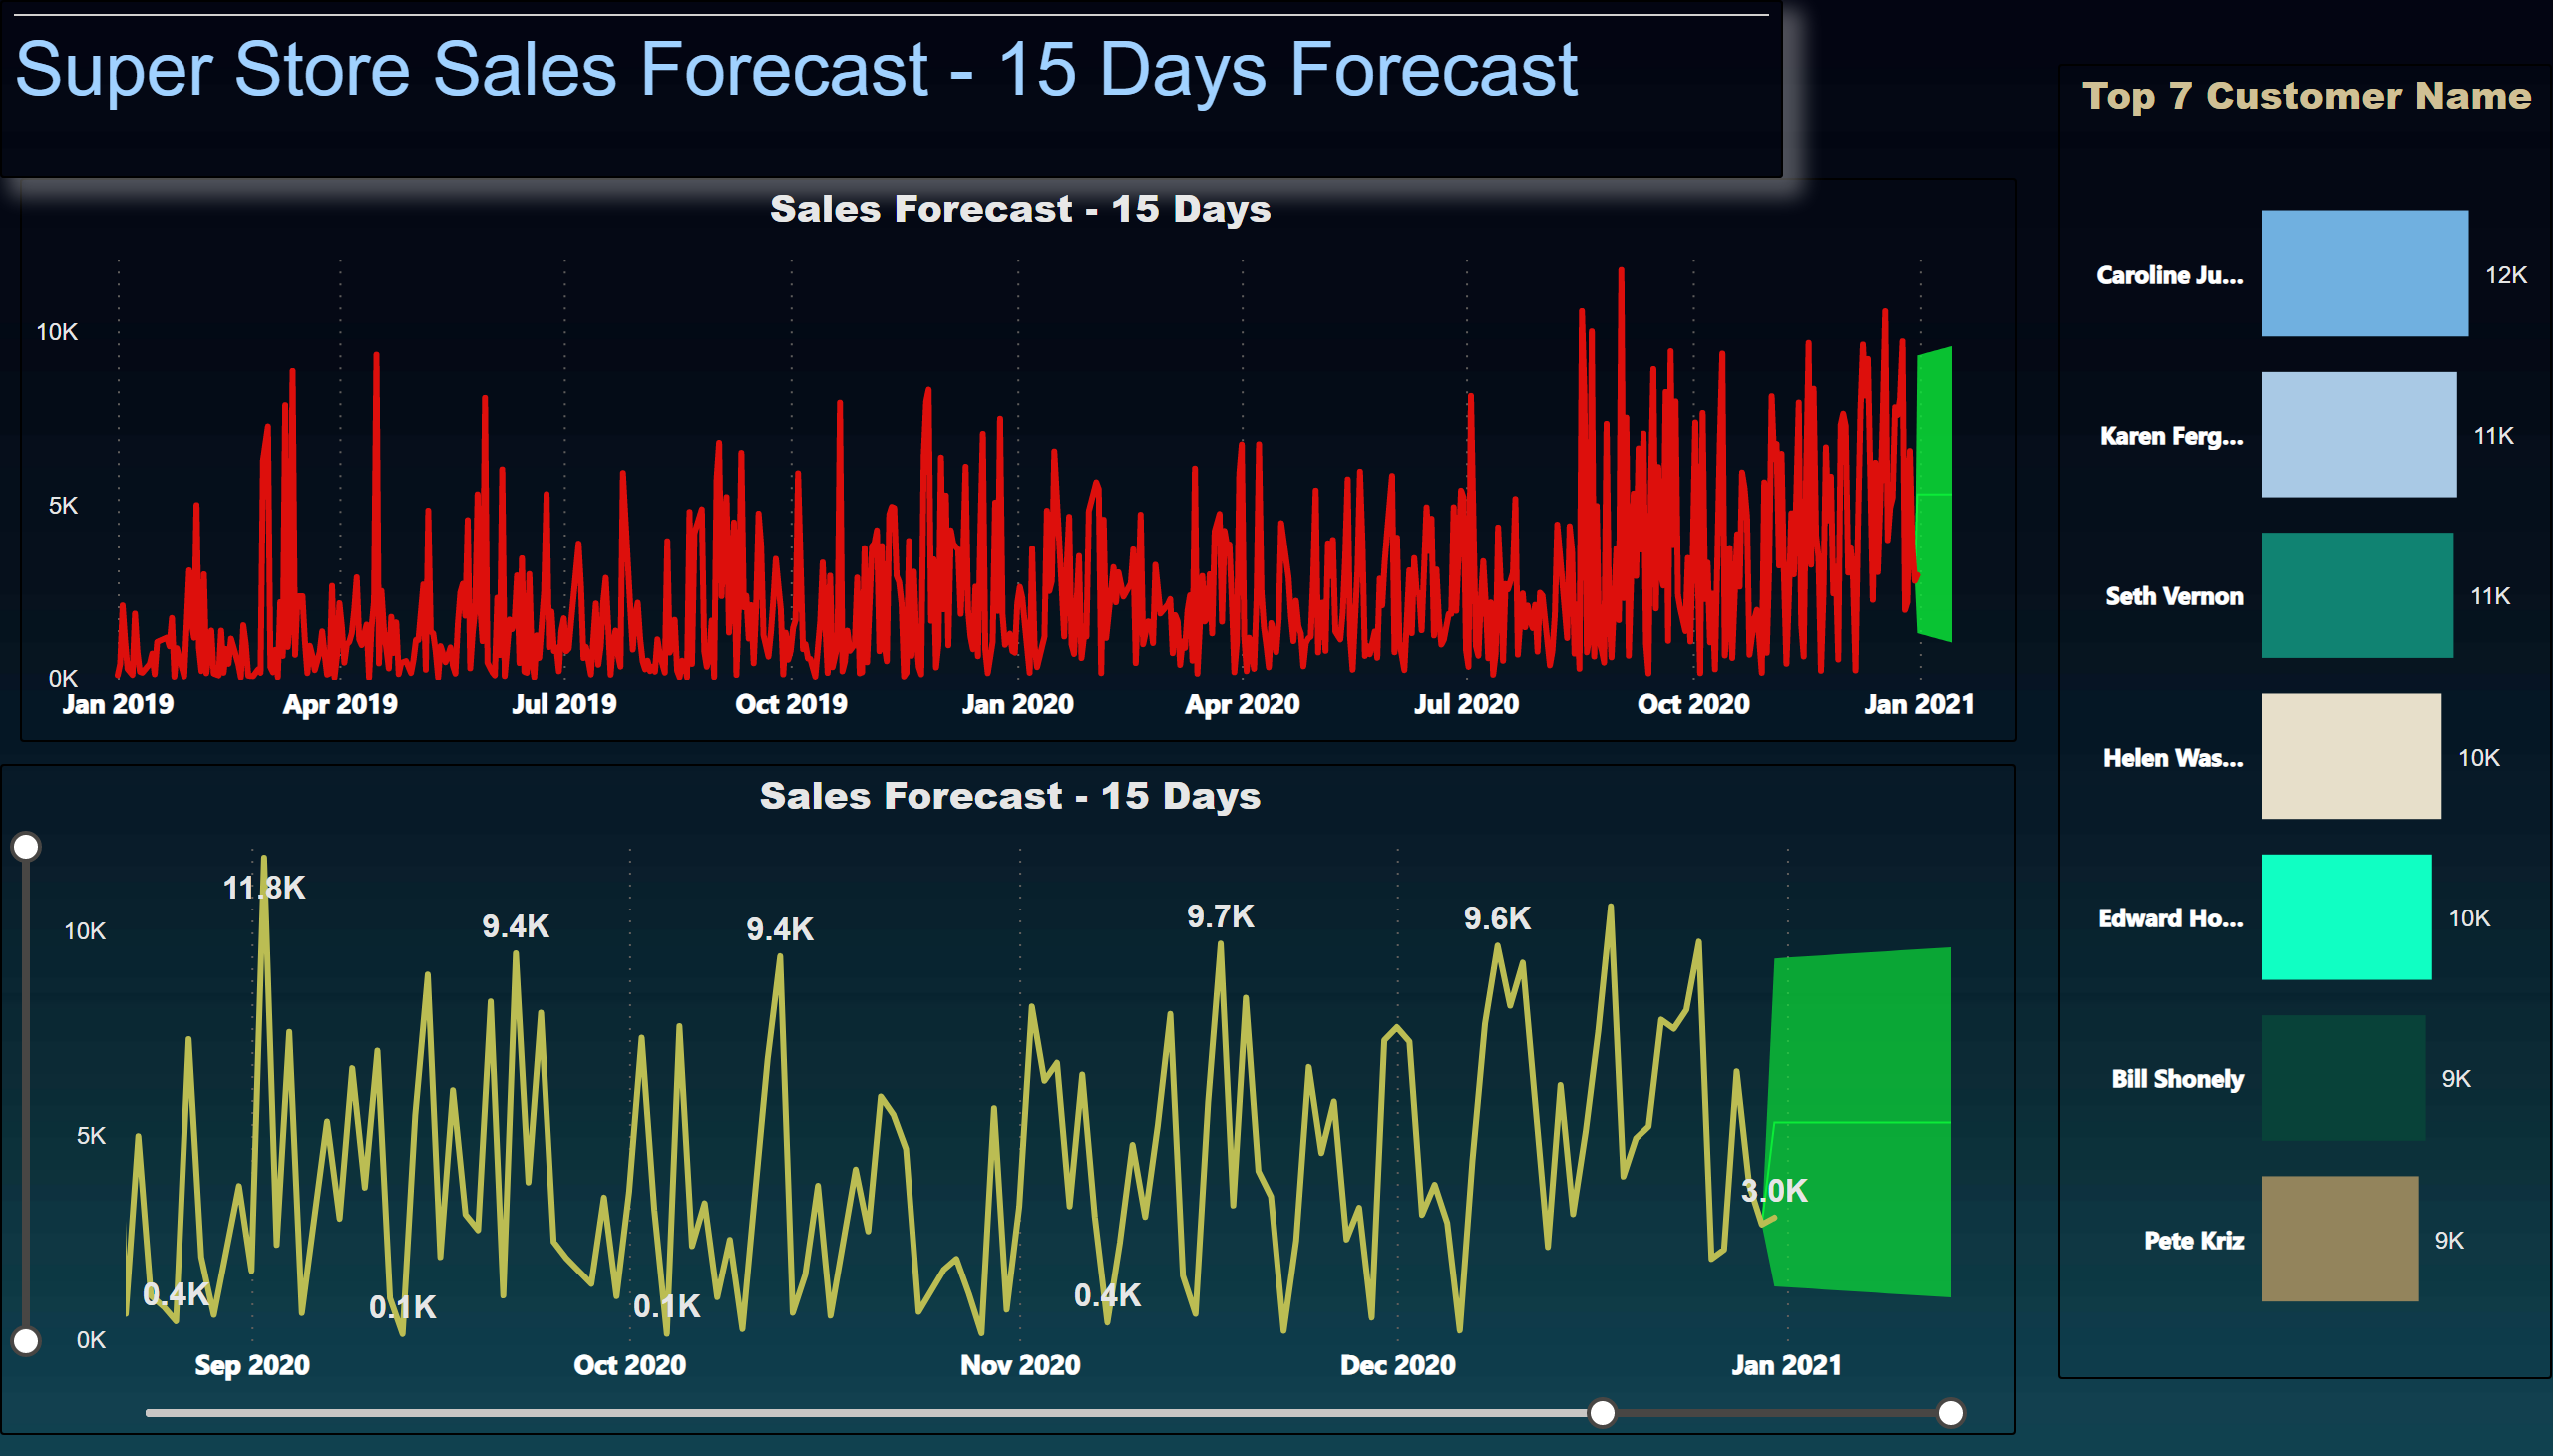 Super Store Sales Forecast - 15 Days Forecast
Sales Forecast - 15 Days
10K
5K
0K
Jan 2019 Apr 2019 Jul 2019 Oct 2019 Jan 2020 Apr 2020 Jul 2020 Oct 2020 Jan 2021
Sales Forecast - 15 Days
11.8K 9.4K 9.4K 9.7K 9.6K
10K
5K
3.0K
0.4K 0.1K 0.1K 0.4K
0K
Sep 2020 Oct 2020 Nov 2020 Dec 2020 Jan 2021
Top 7 Customer Name
Caroline Ju... 12K
Karen Ferg... 11K
Seth Vernon 11K
Helen Was... 10K
Edward Ho... 10K
Bill Shonely 9K
Pete Kriz 9K